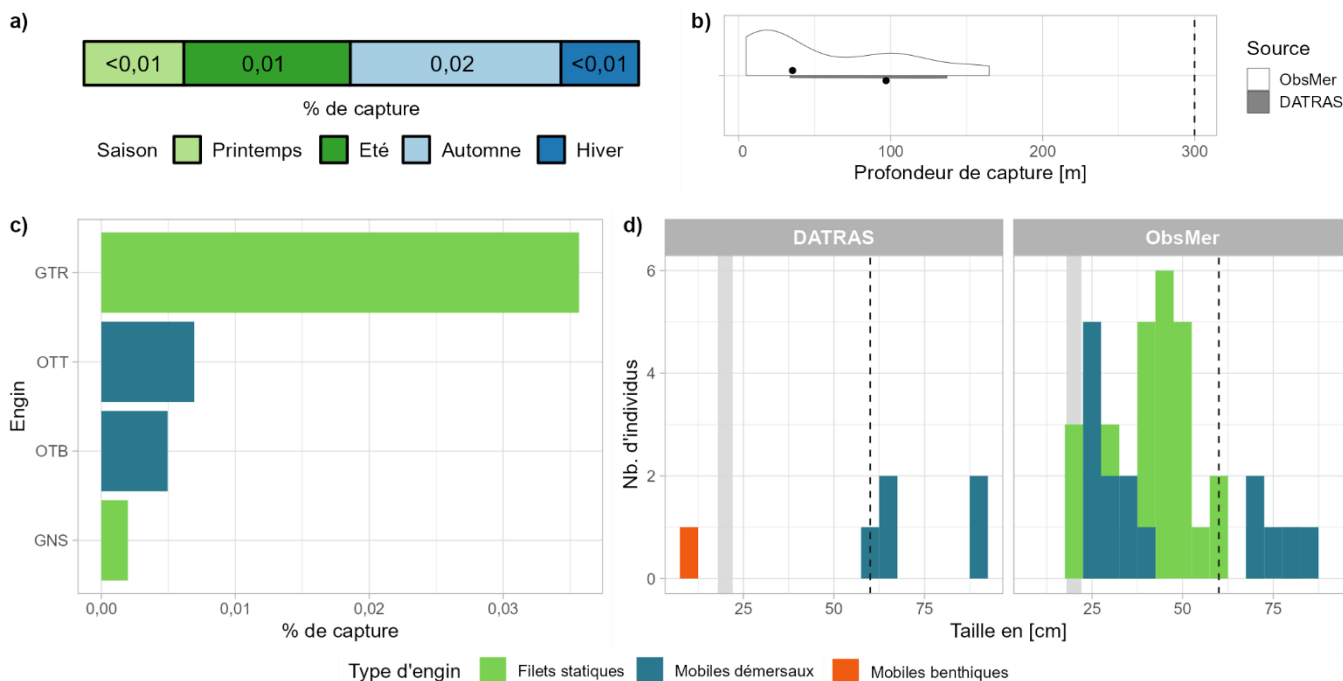 a)
<0,01 0,01 0,02 <0,01
% de capture
Saison Printemps Eté Automne Hiver
b)
0 100 200 300
Profondeur de capture [m]
Source
ObsMer
DATRAS
c)
Engin
GTR
OTT
OTB
GNS
0,00 0,01 0,02 0,03
% de capture
d)
DATRAS ObsMer
Nb. d'individus
6
4
2
0
25 50 75 25 50 75
Taille en [cm]
Type d'engin Filets statiques Mobiles démersaux Mobiles benthiques